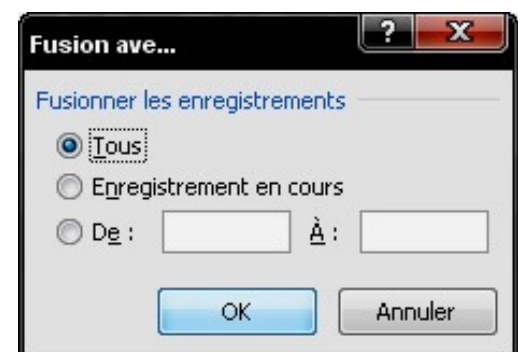 Fusion ave...
?
X
Fusionner les enregistrements
Tous
Enregistrement en cours
De :
À :
OK
Annuler